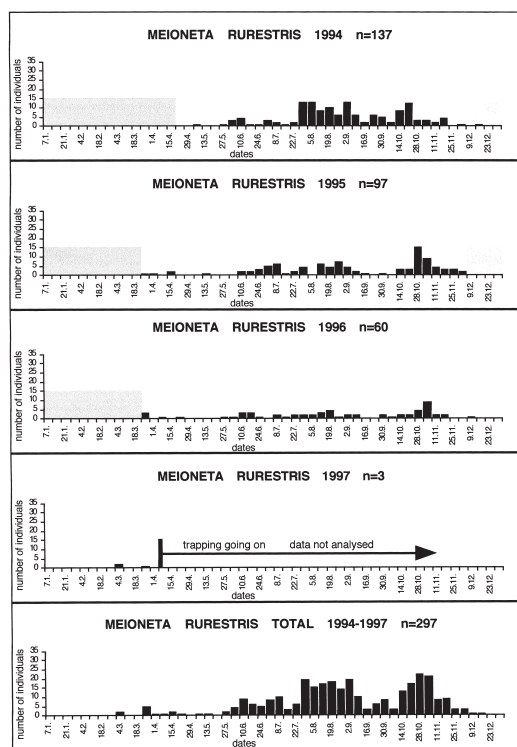 MEIONETA RURESTRIS 1994 n=137
number of individuals
35
30
25
20
15
10
5
0
7.1. 21.1. 4.2. 18.2. 4.3. 18.3. 1.4. 15.4. 29.4. 13.5. 27.5. 10.6. 24.6. 8.7. 22.7. 5.8. 19.8. 2.9. 16.9. 30.9. 14.10. 28.10. 11.11. 25.11. 9.12. 23.12.
dates
MEIONETA RURESTRIS 1995 n=97
number of individuals
35
30
25
20
15
10
5
0
7.1. 21.1. 4.2. 18.2. 4.3. 18.3. 1.4. 15.4. 29.4. 13.5. 27.5. 10.6. 24.6. 8.7. 22.7. 5.8. 19.8. 2.9. 16.9. 30.9. 14.10. 28.10. 11.11. 25.11. 9.12. 23.12.
dates
MEIONETA RURESTRIS 1996 n=60
number of individuals
35
30
25
20
15
10
5
0
7.1. 21.1. 4.2. 18.2. 4.3. 18.3. 1.4. 15.4. 29.4. 13.5. 27.5. 10.6. 24.6. 8.7. 22.7. 5.8. 19.8. 2.9. 16.9. 30.9. 14.10. 28.10. 11.11. 25.11. 9.12. 23.12.
dates
MEIONETA RURESTRIS 1997 n=3
number of individuals
35
30
25
20
15
10
5
0
trapping going on data not analysed
7.1. 21.1. 4.2. 18.2. 4.3. 18.3. 1.4. 15.4. 29.4. 13.5. 27.5. 10.6. 24.6. 8.7. 22.7. 5.8. 19.8. 2.9. 16.9. 30.9. 14.10. 28.10. 11.11. 25.11. 9.12. 23.12.
dates
MEIONETA RURESTRIS TOTAL 1994-1997 n=297
number of individuals
35
30
25
20
15
10
5
0
7.1. 21.1. 4.2. 18.2. 4.3. 18.3. 1.4. 15.4. 29.4. 13.5. 27.5. 10.6. 24.6. 8.7. 22.7. 5.8. 19.8. 2.9. 16.9. 30.9. 14.10. 28.10. 11.11. 25.11. 9.12. 23.12.
dates